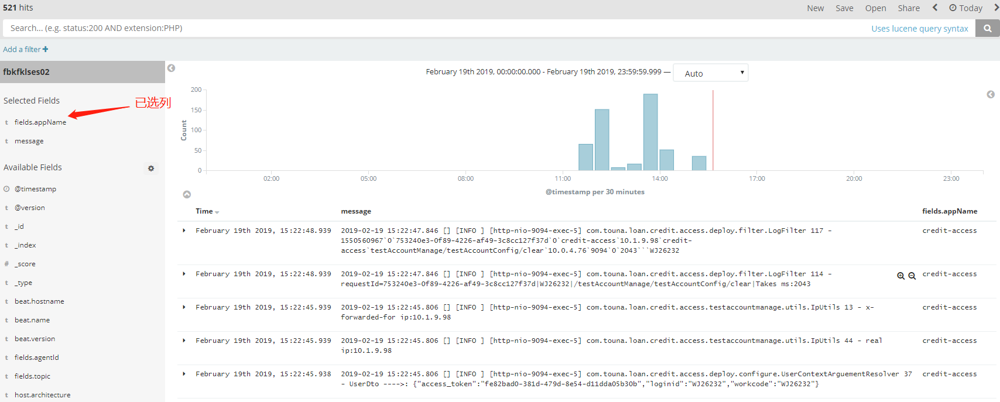 521 hits
New Save Open Share Today
Search... (e.g. status:200 AND extension:PHP)
Uses lucene query syntax
Add a filter
fbkfklses02
Selected Fields
已选列
t fields.appName
t message
Available Fields
@timestamp
t @version
t _id
t _index
# _score
t _type
t beat.hostname
t beat.name
t beat.version
t fields.agentId
t fields.topic
t host.architecture
February 19th 2019, 00:00:00.000 - February 19th 2019, 23:59:59.999 — Auto
200
150
100
50
0
Count
02:00 05:00 08:00 11:00 14:00 17:00 20:00 23:00
@timestamp per 30 minutes
Time message fields.appName
February 19th 2019, 15:22:48.939 2019-02-19 15:22:47.846 [] [INFO ] [http-nio-9094-exec-5] com.touna.loan.credit.access.deploy.filter.LogFilter 117 - credit-access
1550560967`0`753240e3-0f89-4226-af49-3c8cc127f37d`0`credit-access`10.1.9.98`credit-
access`testAccountManage/testAccountConfig/clear`10.0.4.76`9094`0`2043```WJ26232
February 19th 2019, 15:22:48.939 2019-02-19 15:22:47.846 [] [INFO ] [http-nio-9094-exec-5] com.touna.loan.credit.access.deploy.filter.LogFilter 114 - credit-access
requestId=753240e3-0f89-4226-af49-3c8cc127f37d|WJ26232|/testAccountManage/testAccountConfig/clear|Takes ms:2043
February 19th 2019, 15:22:45.939 2019-02-19 15:22:45.806 [] [INFO ] [http-nio-9094-exec-5] com.touna.loan.credit.access.testaccountmanage.utils.IpUtils 13 - x- credit-access
forwarded-for ip:10.1.9.98
February 19th 2019, 15:22:45.939 2019-02-19 15:22:45.806 [] [INFO ] [http-nio-9094-exec-5] com.touna.loan.credit.access.testaccountmanage.utils.IpUtils 44 - real credit-access
ip:10.1.9.98
February 19th 2019, 15:22:45.938 2019-02-19 15:22:45.806 [] [INFO ] [http-nio-9094-exec-5] com.touna.loan.credit.access.deploy.configure.UserContextArguementResolver 37 credit-access
- UserDto ---->: {"access_token":"fe82bad0-381d-479d-8e54-d11dda05b30b","loginid":"WJ26232","workcode":"WJ26232"}